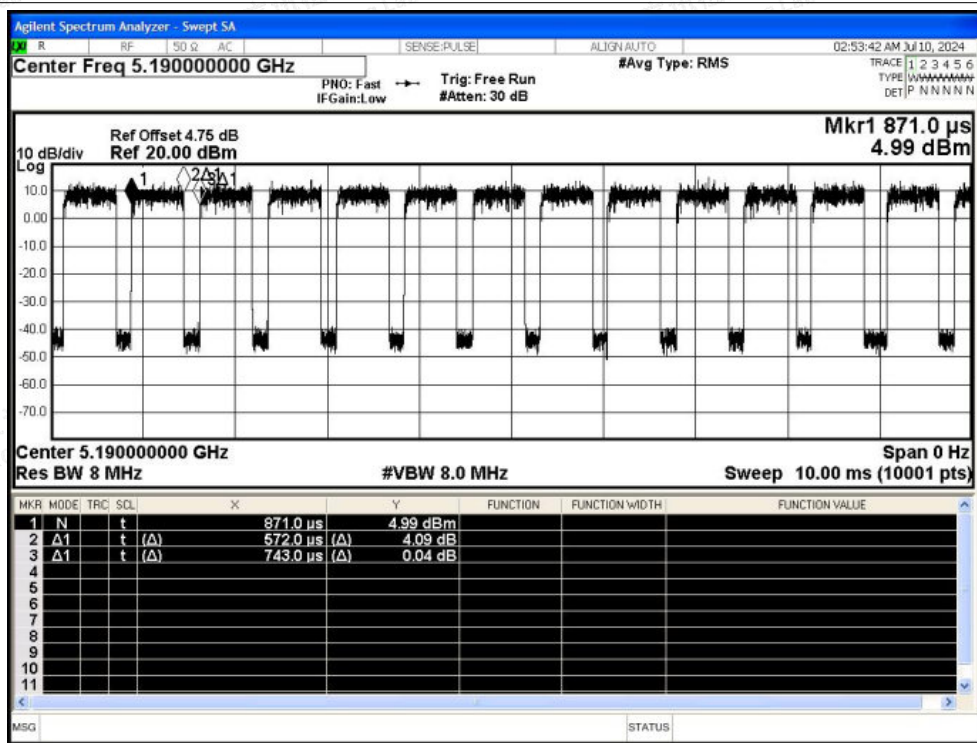 Agilent Spectrum Analyzer - Swept SA
LXI R RF 50 Ω AC SENSE:PULSE ALIGN AUTO 02:53:42 AM Jul 10, 2024
Center Freq 5.190000000 GHz
PNO: Fast
IFGain:Low
Trig: Free Run
#Atten: 30 dB
#Avg Type: RMS
TRACE 1 2 3 4 5 6
TYPE
DET P N N N N N
10 dB/div
Log
Ref Offset 4.75 dB
Ref 20.00 dBm
Mkr1 871.0 µs
4.99 dBm
1 2Δ1 3Δ1
10.0
0.00
-10.0
-20.0
-30.0
-40.0
-50.0
-60.0
-70.0
Center 5.190000000 GHz Span 0 Hz
Res BW 8 MHz #VBW 8.0 MHz Sweep 10.00 ms (10001 pts)
MKR MODE TRC SCL X Y FUNCTION FUNCTION WIDTH FUNCTION VALUE
1 N t 871.0 µs 4.99 dBm
2 Δ1 t (Δ) 572.0 µs (Δ) 4.09 dB
3 Δ1 t (Δ) 743.0 µs (Δ) 0.04 dB
4
5
6
7
8
9
10
11
MSG STATUS